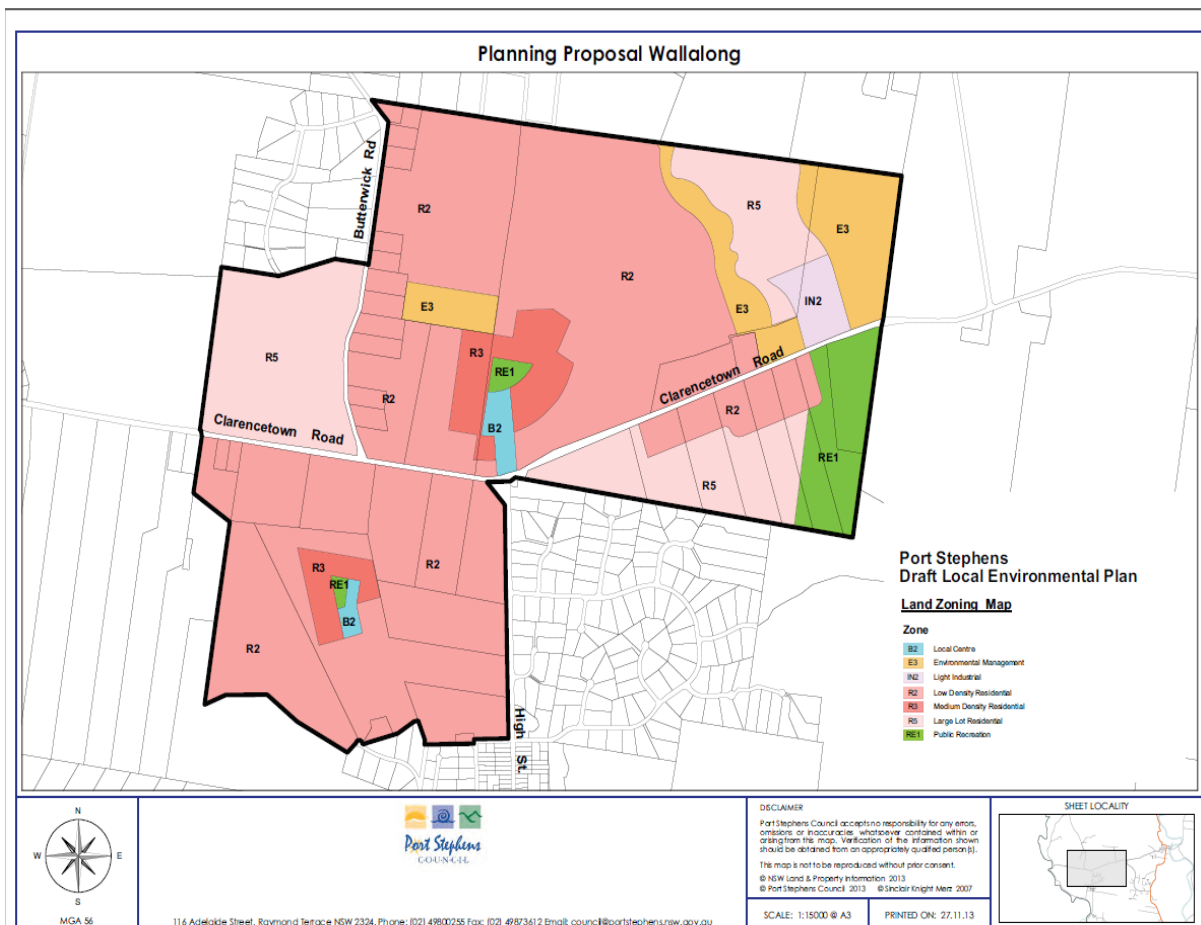 Planning Proposal Wallalong
Butterwick Rd
R2
R5
E3
R2
E3
E3
IN2
R5
R3
RE1
R2
B2
Clarencetown Road
R2
Clarencetown Road
R5
RE1
R2
R3
RE1
B2
R2
High St.
Port Stephens
Draft Local Environmental Plan
Land Zoning Map
Zone
B2 Local Centre
E3 Environmental Management
IN2 Light Industrial
R2 Low Density Residential
R3 Medium Density Residential
R5 Large Lot Residential
RE1 Public Recreation
N
W E
S
MGA 56
Port Stephens
COUNCIL
116 Adelaide Street, Raymond Terrace NSW 2324. Phone: (02) 49800255 Fax: (02) 49873612 Email: council@portstephens.nsw.gov.au
DISCLAIMER
Port Stephens Council accepts no responsibility for any errors,
omissions or inaccuracies whatsoever contained within or
arising from this map. Verification of the information shown
should be obtained from an appropriately qualified person(s).
This map is not to be reproduced without prior consent.
© NSW Land & Property Information 2013
© Port Stephens Council 2013 © Sinclair Knight Merz 2007
SCALE: 1:15000 @ A3
PRINTED ON: 27.11.13
SHEET LOCALITY